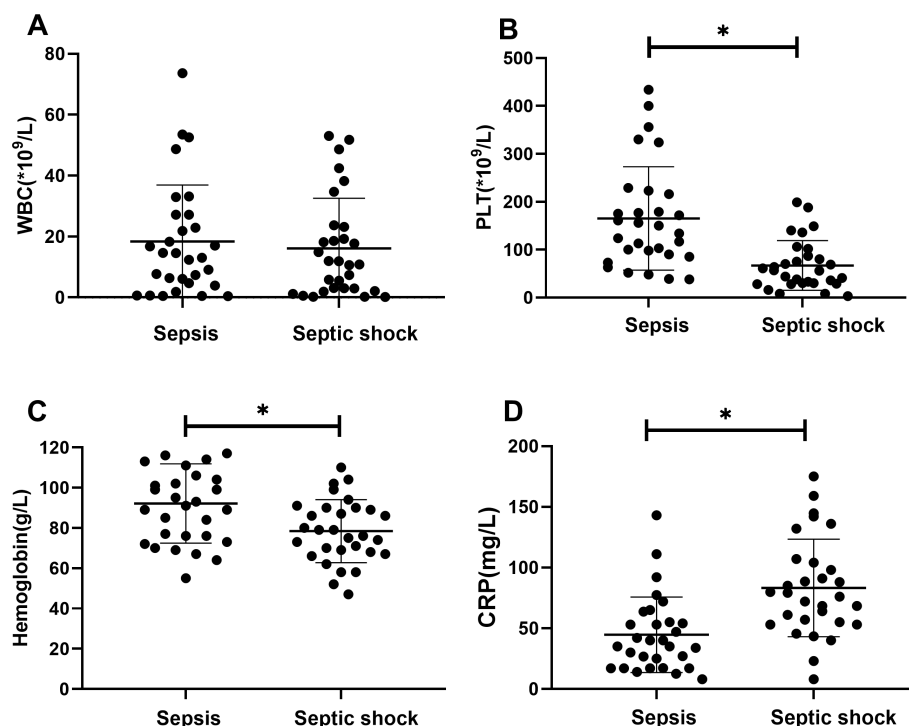 A
WBC(*10⁹/L)
80
60
40
20
0
Sepsis
Septic shock
B
*
PLT(*10⁹/L)
500
400
300
200
100
0
Sepsis
Septic shock
C
*
Hemoglobin(g/L)
120
100
80
60
40
20
0
Sepsis
Septic shock
D
*
CRP(mg/L)
200
150
100
50
0
Sepsis
Septic shock